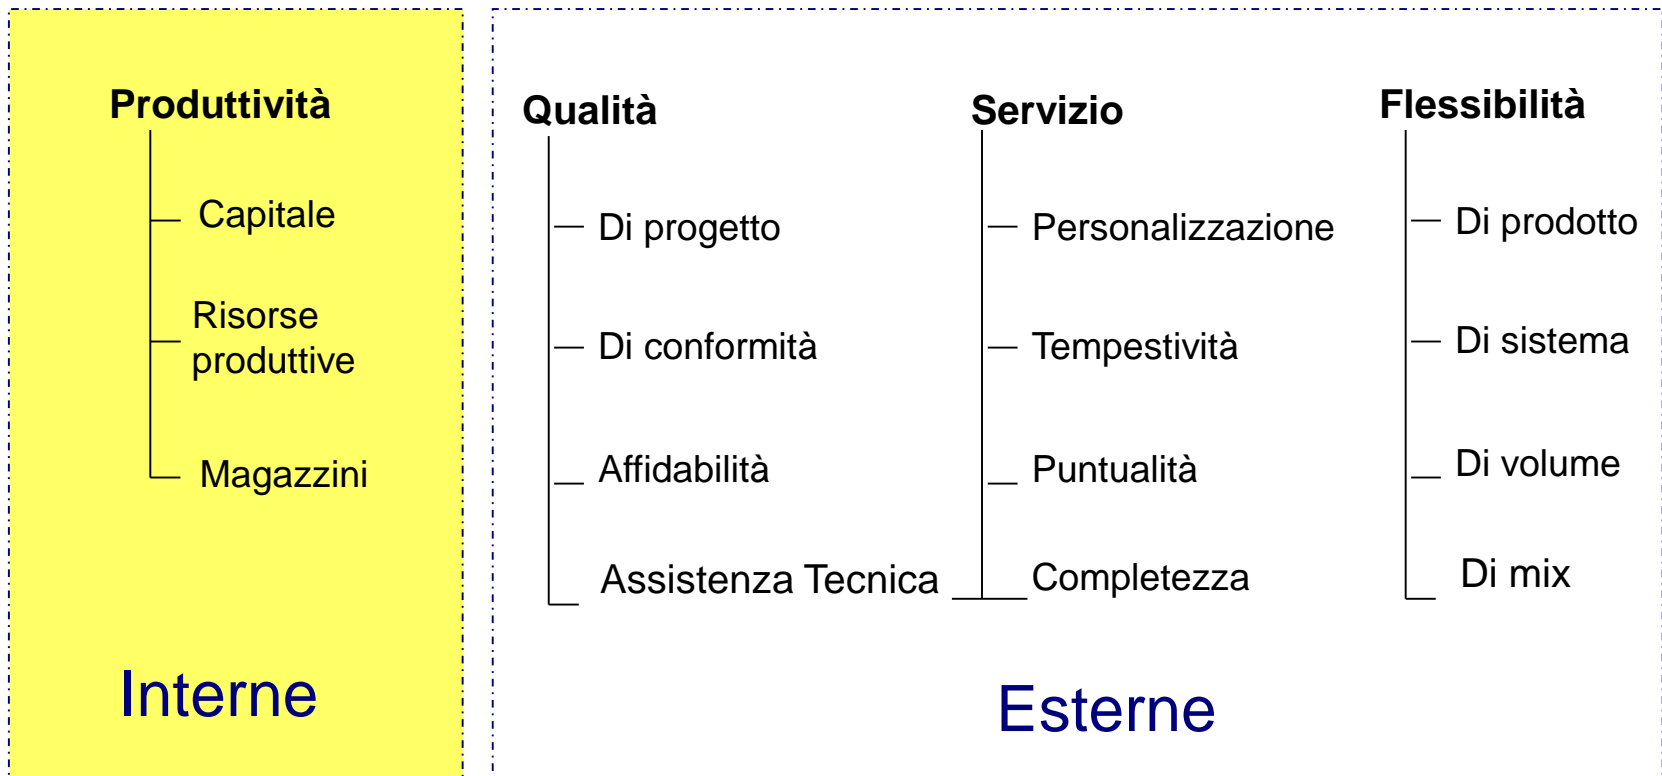 Produttività
Capitale
Risorse
produttive
Magazzini
Interne
Qualità
Di progetto
Di conformità
Affidabilità
Assistenza Tecnica
Servizio
Personalizzazione
Tempestività
Puntualità
Completezza
Flessibilità
Di prodotto
Di sistema
Di volume
Di mix
Esterne